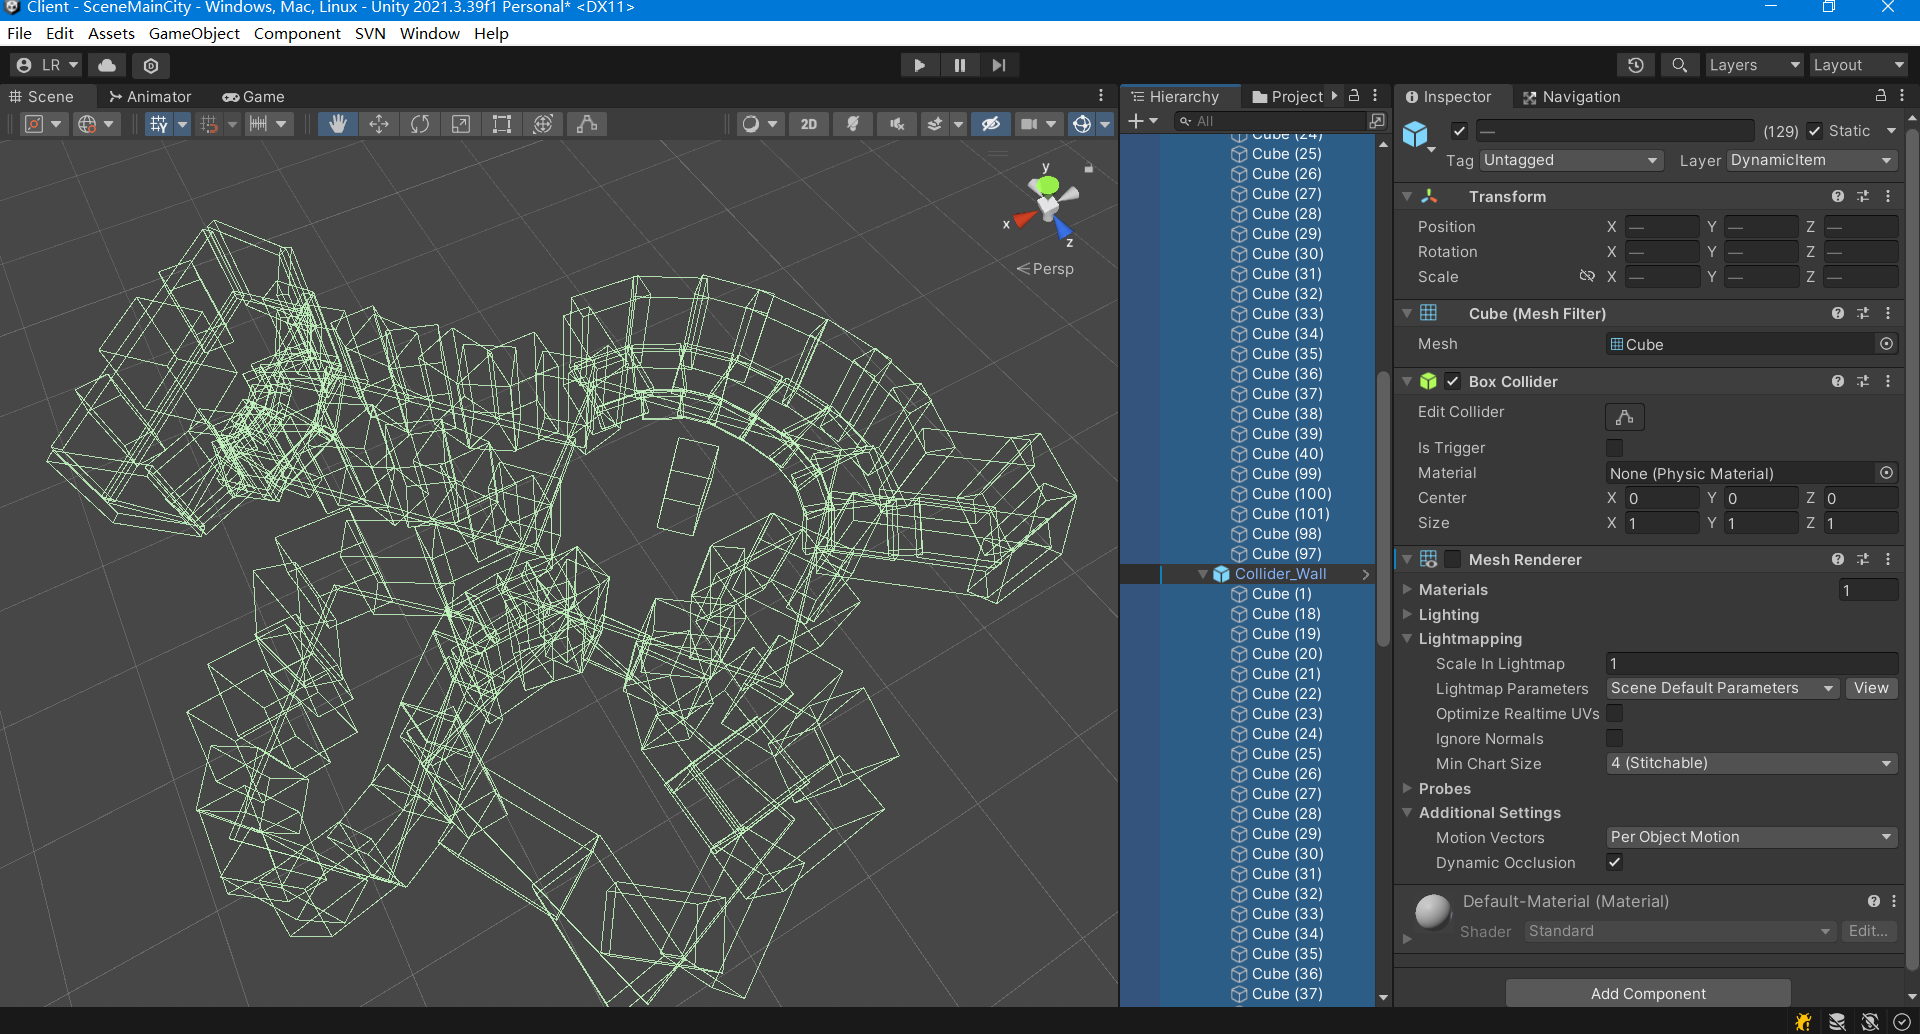 Client - SceneMainCity - Windows, Mac, Linux - Unity 2021.3.39f1 Personal* <DX11>
File Edit Assets GameObject Component SVN Window Help
LR Layers Layout
Scene Animator Game
2D
y
x
z
Persp
Hierarchy Project
All
Cube (24)
Cube (25)
Cube (26)
Cube (27)
Cube (28)
Cube (29)
Cube (30)
Cube (31)
Cube (32)
Cube (33)
Cube (34)
Cube (35)
Cube (36)
Cube (37)
Cube (38)
Cube (39)
Cube (40)
Cube (99)
Cube (100)
Cube (101)
Cube (98)
Cube (97)
Collider_Wall
Cube (1)
Cube (18)
Cube (19)
Cube (20)
Cube (21)
Cube (22)
Cube (23)
Cube (24)
Cube (25)
Cube (26)
Cube (27)
Cube (28)
Cube (29)
Cube (30)
Cube (31)
Cube (32)
Cube (33)
Cube (34)
Cube (35)
Cube (36)
Cube (37)
Inspector Navigation
— (129) Static
Tag Untagged Layer DynamicItem
Transform
Position X — Y — Z —
Rotation X — Y — Z —
Scale X — Y — Z —
Cube (Mesh Filter)
Mesh Cube
Box Collider
Edit Collider
Is Trigger
Material None (Physic Material)
Center X 0 Y 0 Z 0
Size X 1 Y 1 Z 1
Mesh Renderer
Materials 1
Lighting
Lightmapping
Scale In Lightmap 1
Lightmap Parameters Scene Default Parameters View
Optimize Realtime UVs
Ignore Normals
Min Chart Size 4 (Stitchable)
Probes
Additional Settings
Motion Vectors Per Object Motion
Dynamic Occlusion
Default-Material (Material)
Shader Standard Edit...
Add Component